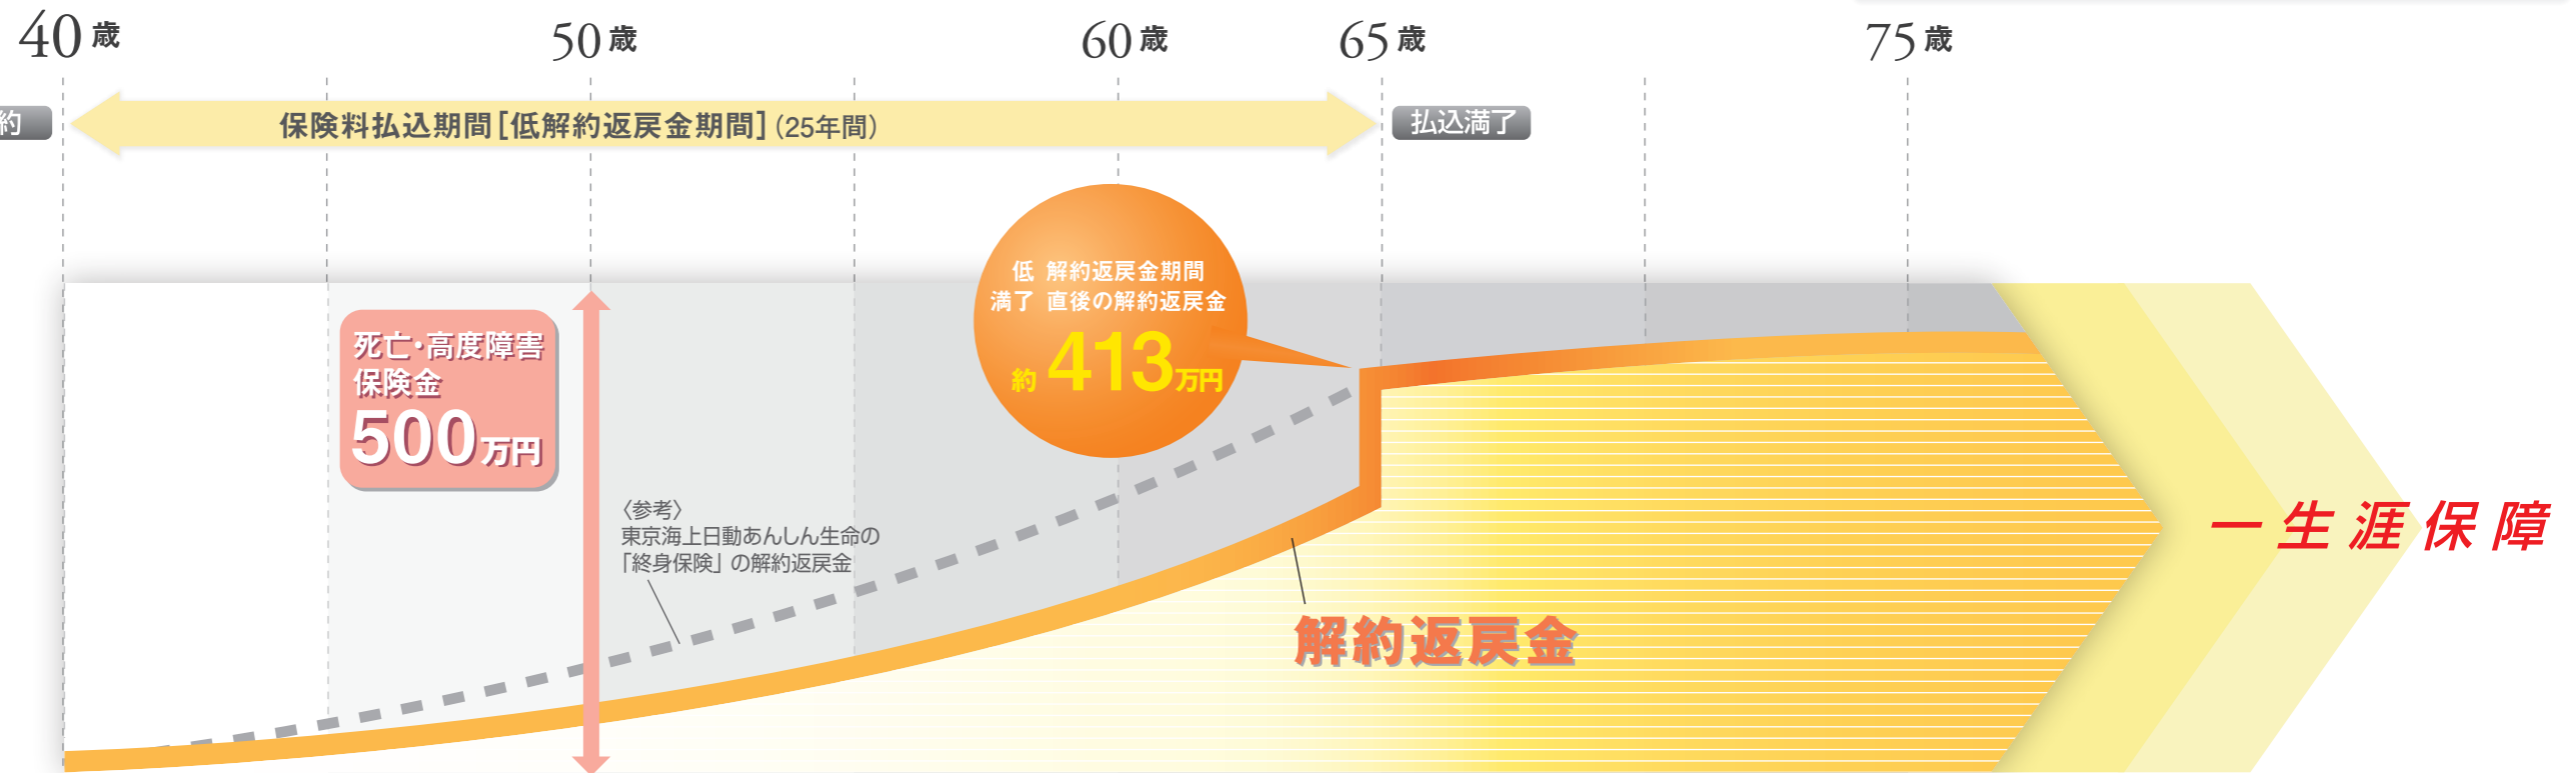 40歳 50歳 60歳 65歳 75歳
約
保険料払込期間[低解約返戻金期間](25年間)
払込満了
低 解約返戻金期間
満了 直後の解約返戻金
約413万円
死亡・高度障害
保険金
500万円
〈参考〉
東京海上日動あんしん生命の
「終身保険」の解約返戻金
解約返戻金
一生涯保障